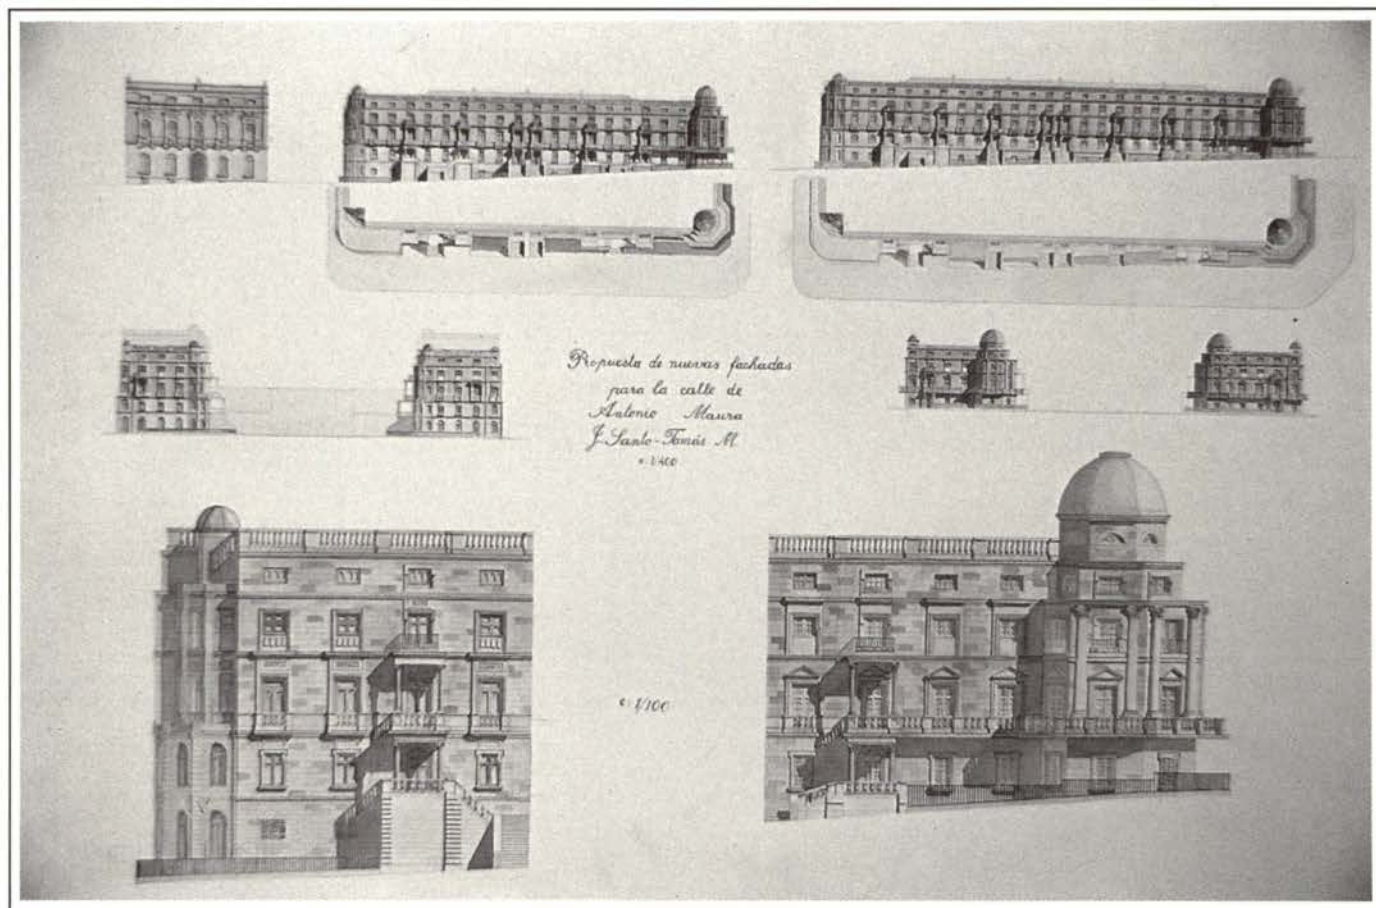 Propuesta de nuevas fachadas
para la calle de
Antonio Maura
J. Santo-Tomás M.
e: 1/400
e: 1/100